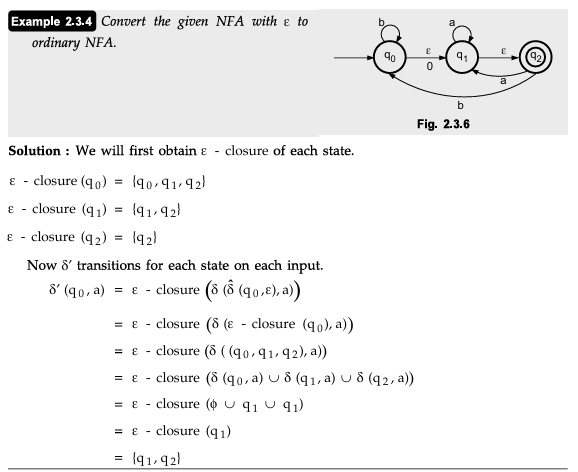 Example 2.3.4 Convert the given NFA with ε to
ordinary NFA.
b
a
q0
ε
0
q1
ε
q2
a
b
Fig. 2.3.6
Solution : We will first obtain ε - closure of each state.
ε - closure (q0) = {q0, q1, q2}
ε - closure (q1) = {q1, q2}
ε - closure (q2) = {q2}
Now δ′ transitions for each state on each input.
δ′ (q0, a) = ε - closure (δ (δ̂ (q0,ε), a))
= ε - closure (δ (ε - closure (q0), a))
= ε - closure (δ ( (q0, q1, q2), a))
= ε - closure (δ (q0, a) ∪ δ (q1, a) ∪ δ (q2, a))
= ε - closure (ϕ ∪ q1 ∪ q1)
= ε - closure (q1)
= {q1, q2}